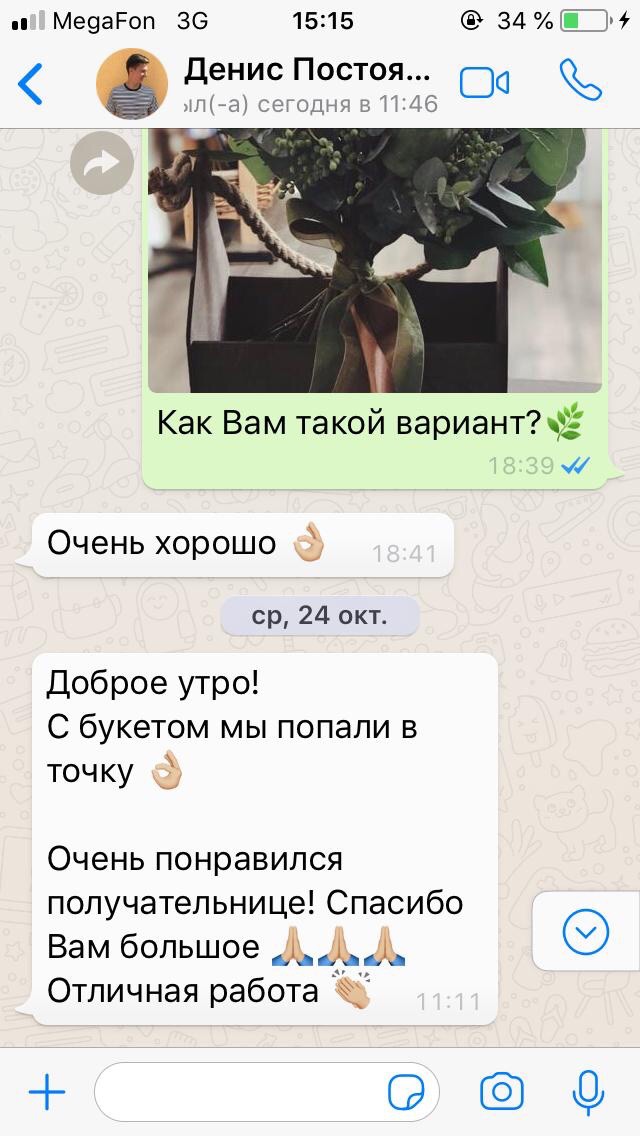 MegaFon 3G 15:15 34 %
Денис Постоя...
ыл(-а) сегодня в 11:46
Как Вам такой вариант?🌿
18:39
Очень хорошо 👌🏼
18:41
ср, 24 окт.
Доброе утро!
С букетом мы попали в
точку 👌🏼
Очень понравился
получательнице! Спасибо
Вам большое 🙏🏼🙏🏼🙏🏼
Отличная работа 👏🏼
11:11